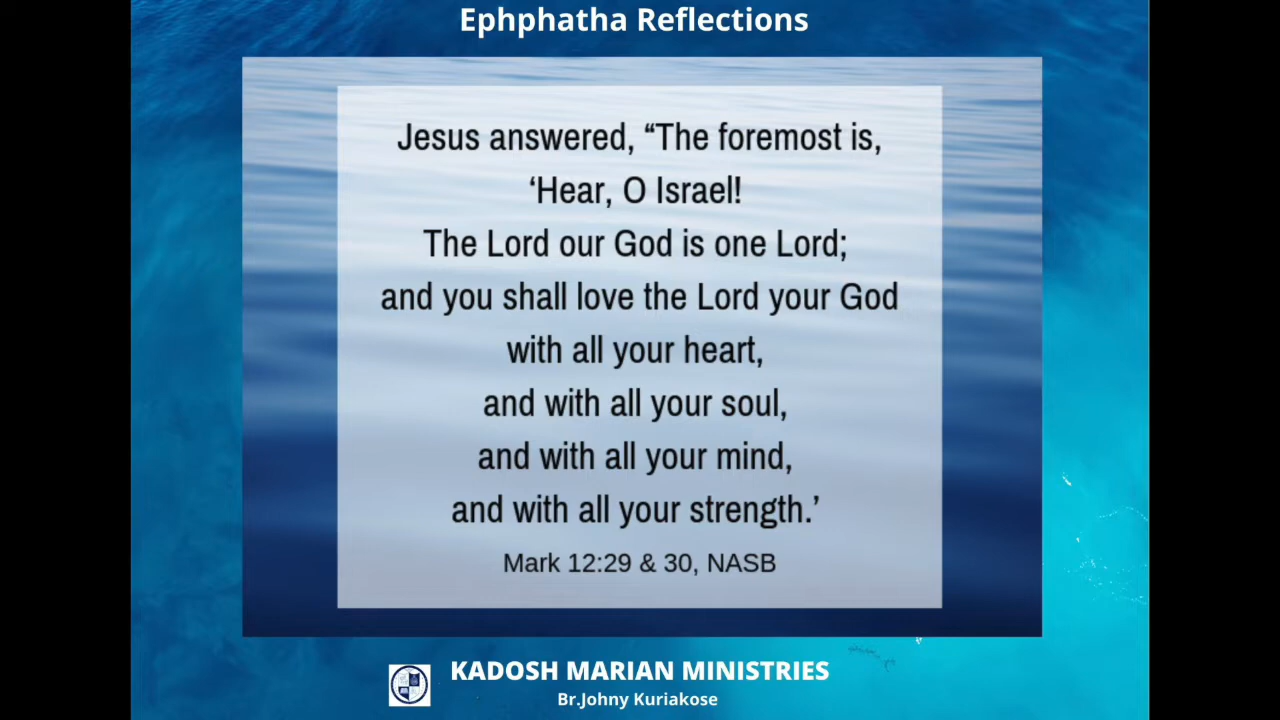 Ephphatha Reflections
Jesus answered, “The foremost is,
‘Hear, O Israel!
The Lord our God is one Lord;
and you shall love the Lord your God
with all your heart,
and with all your soul,
and with all your mind,
and with all your strength.’
Mark 12:29 & 30, NASB
KADOSH MARIAN MINISTRIES
Br.Johny Kuriakose